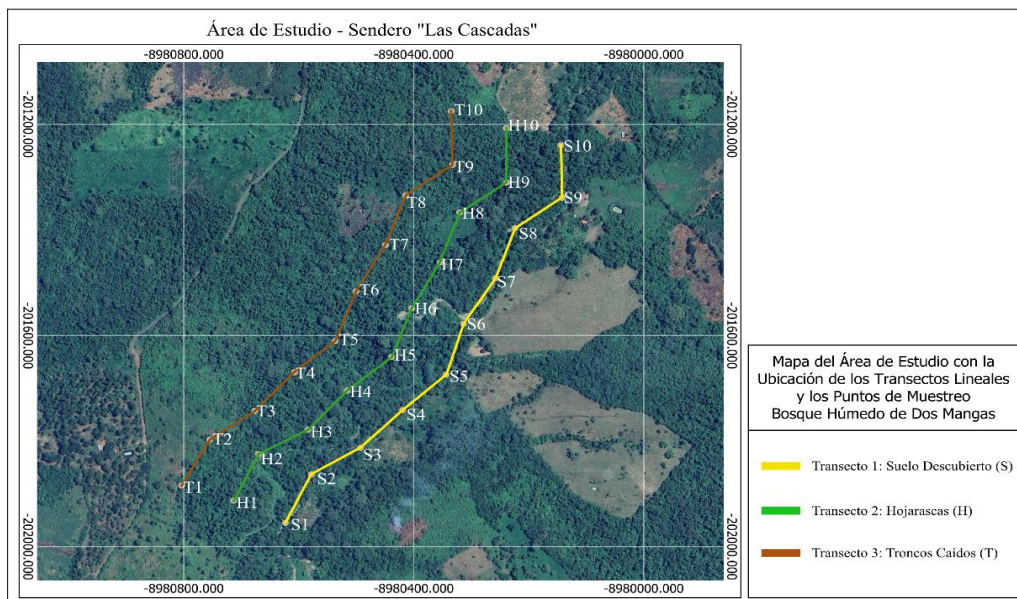 Área de Estudio - Sendero "Las Cascadas"
-8980800.000 -8980400.000 -8980000.000
-201200.000 -201200.000
T10
H10
S10
T9
H9
S9
T8
H8
S8
T7
H7
S7
T6
H6
S6
-201600.000 -201600.000
T5
H5
S5
T4
H4
S4
T3
H3
S3
T2
H2
S2
T1
H1
S1
-202000.000 -202000.000
-8980800.000 -8980400.000 -8980000.000
Mapa del Área de Estudio con la
Ubicación de los Transectos Lineales
y los Puntos de Muestreo
Bosque Húmedo de Dos Mangas
Transecto 1: Suelo Descubierto (S)
Transecto 2: Hojarascas (H)
Transecto 3: Troncos Caídos (T)